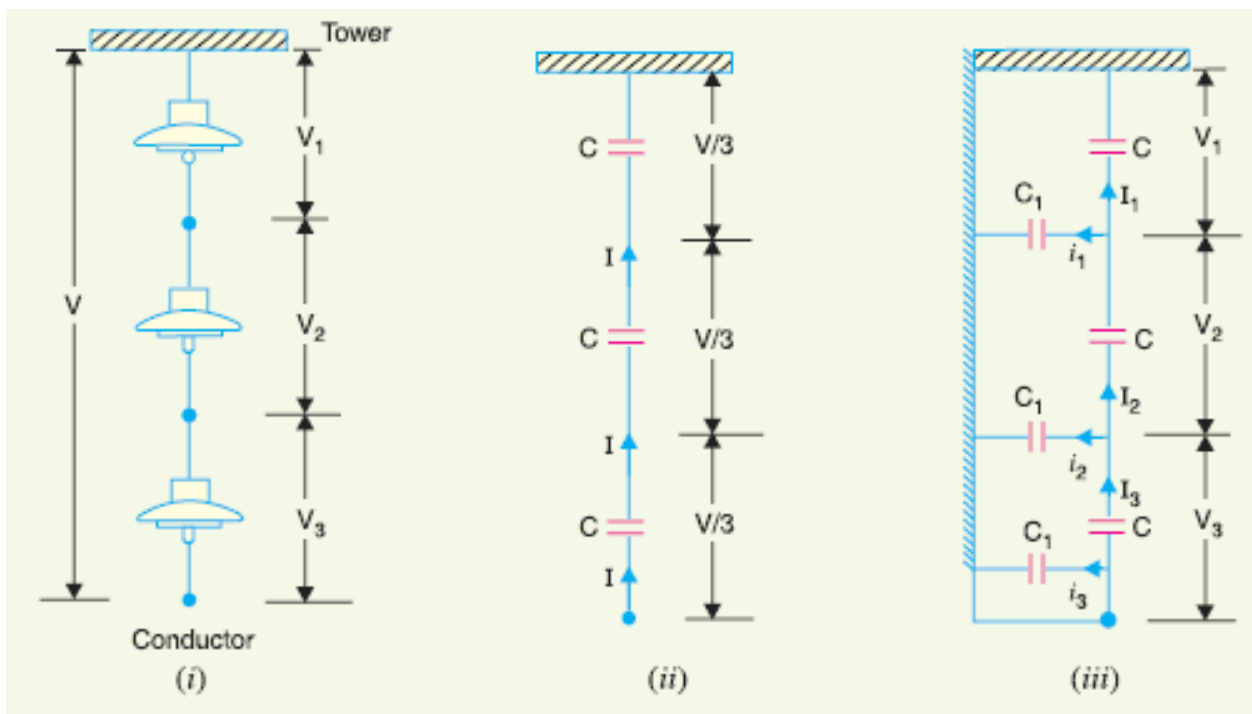 Tower
V
V₁
V₂
V₃
Conductor
(i)
C
V/3
I
C
V/3
I
C
V/3
I
(ii)
C
V₁
I₁
C₁
i₁
C
V₂
I₂
C₁
i₂
I₃
C
V₃
C₁
i₃
(iii)